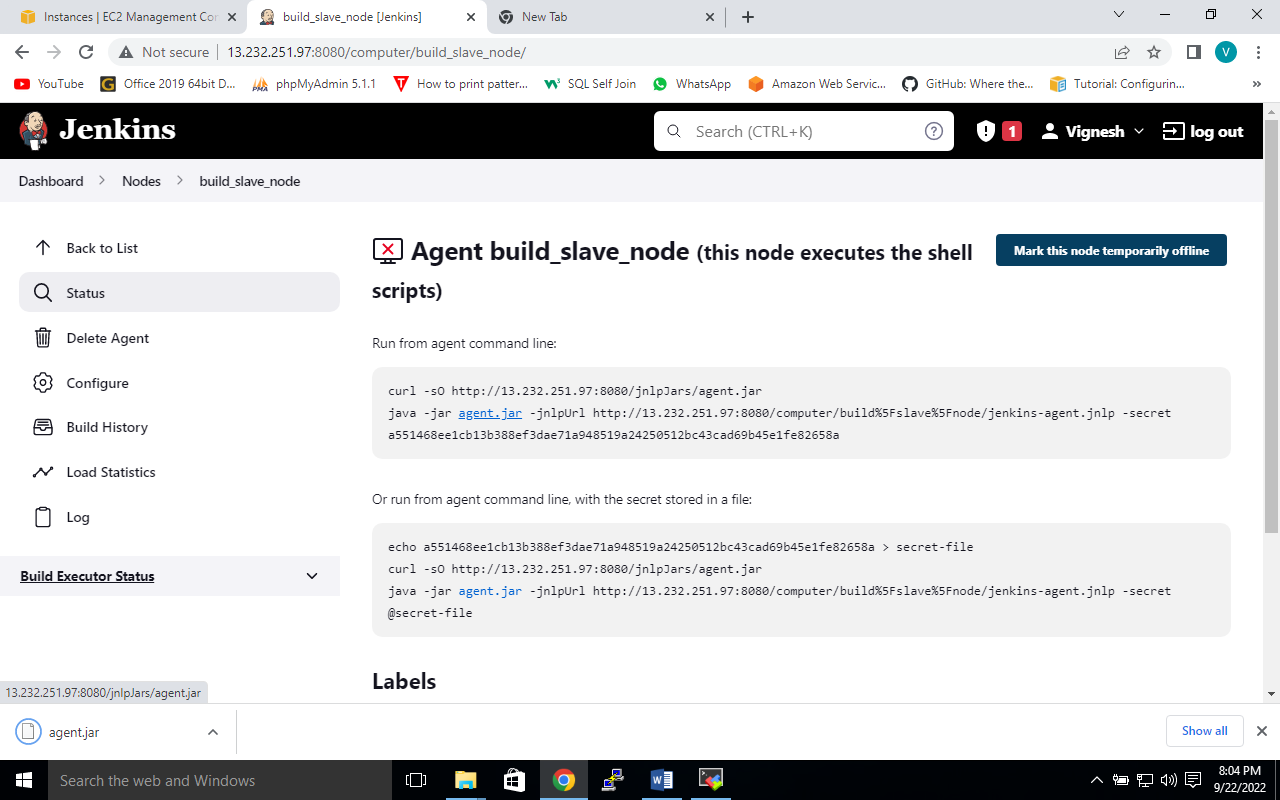 Instances | EC2 Management Con
build_slave_node [Jenkins]
New Tab
Not secure
13.232.251.97:8080/computer/build_slave_node/
V
YouTube
Office 2019 64bit D...
phpMyAdmin 5.1.1
How to print patter...
SQL Self Join
WhatsApp
Amazon Web Servic...
GitHub: Where the...
Tutorial: Configurin...
»
Jenkins
Search (CTRL+K)
1
Vignesh
log out
Dashboard
Nodes
build_slave_node
Back to List
Status
Delete Agent
Configure
Build History
Load Statistics
Log
Build Executor Status
Agent build_slave_node (this node executes the shell
scripts)
Mark this node temporarily offline
Run from agent command line:
curl -sO http://13.232.251.97:8080/jnlpJars/agent.jar
java -jar agent.jar -jnlpUrl http://13.232.251.97:8080/computer/build%5Fslave%5Fnode/jenkins-agent.jnlp -secret
a551468ee1cb13b388ef3dae71a948519a24250512bc43cad69b45e1fe82658a
Or run from agent command line, with the secret stored in a file:
echo a551468ee1cb13b388ef3dae71a948519a24250512bc43cad69b45e1fe82658a > secret-file
curl -sO http://13.232.251.97:8080/jnlpJars/agent.jar
java -jar agent.jar -jnlpUrl http://13.232.251.97:8080/computer/build%5Fslave%5Fnode/jenkins-agent.jnlp -secret
@secret-file
Labels
13.232.251.97:8080/jnlpJars/agent.jar
agent.jar
Show all
Search the web and Windows
8:04 PM
9/22/2022